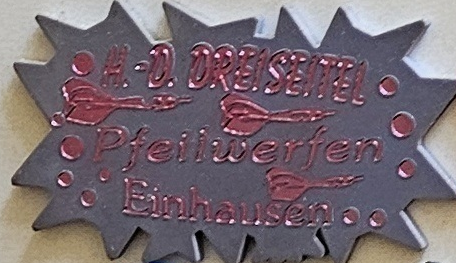 H.-D. DREISEITEL
Pfeilwerfen
Einhausen